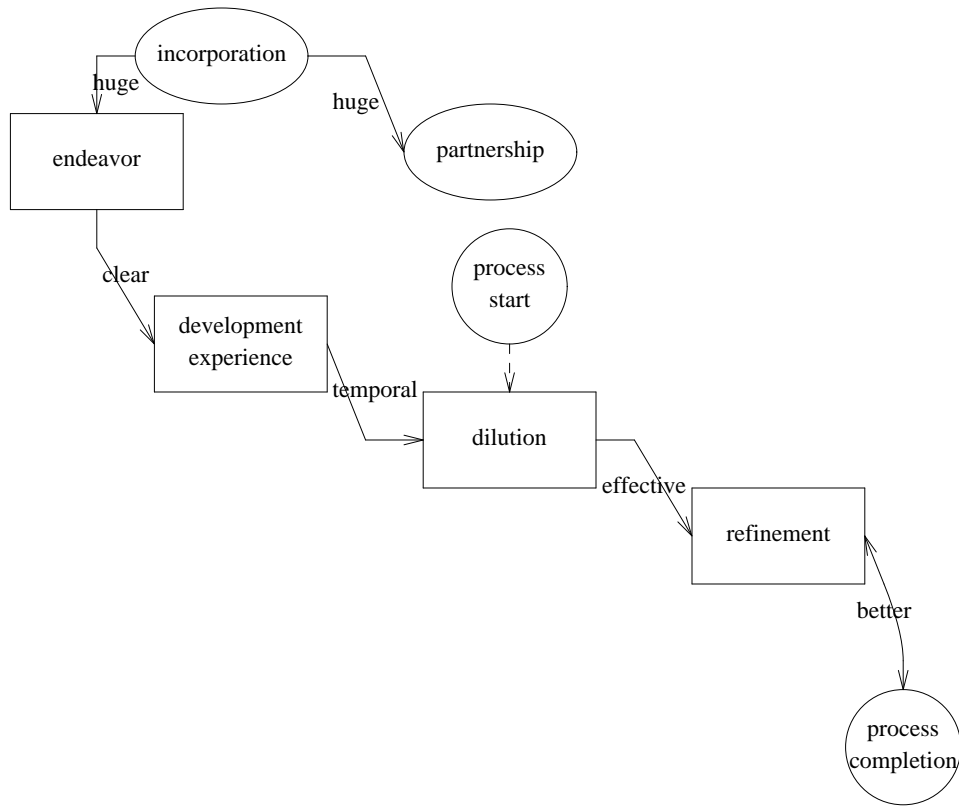 incorporation
huge
huge
endeavor
partnership
clear
process
start
development
experience
temporal
dilution
effective
refinement
better
process
completion